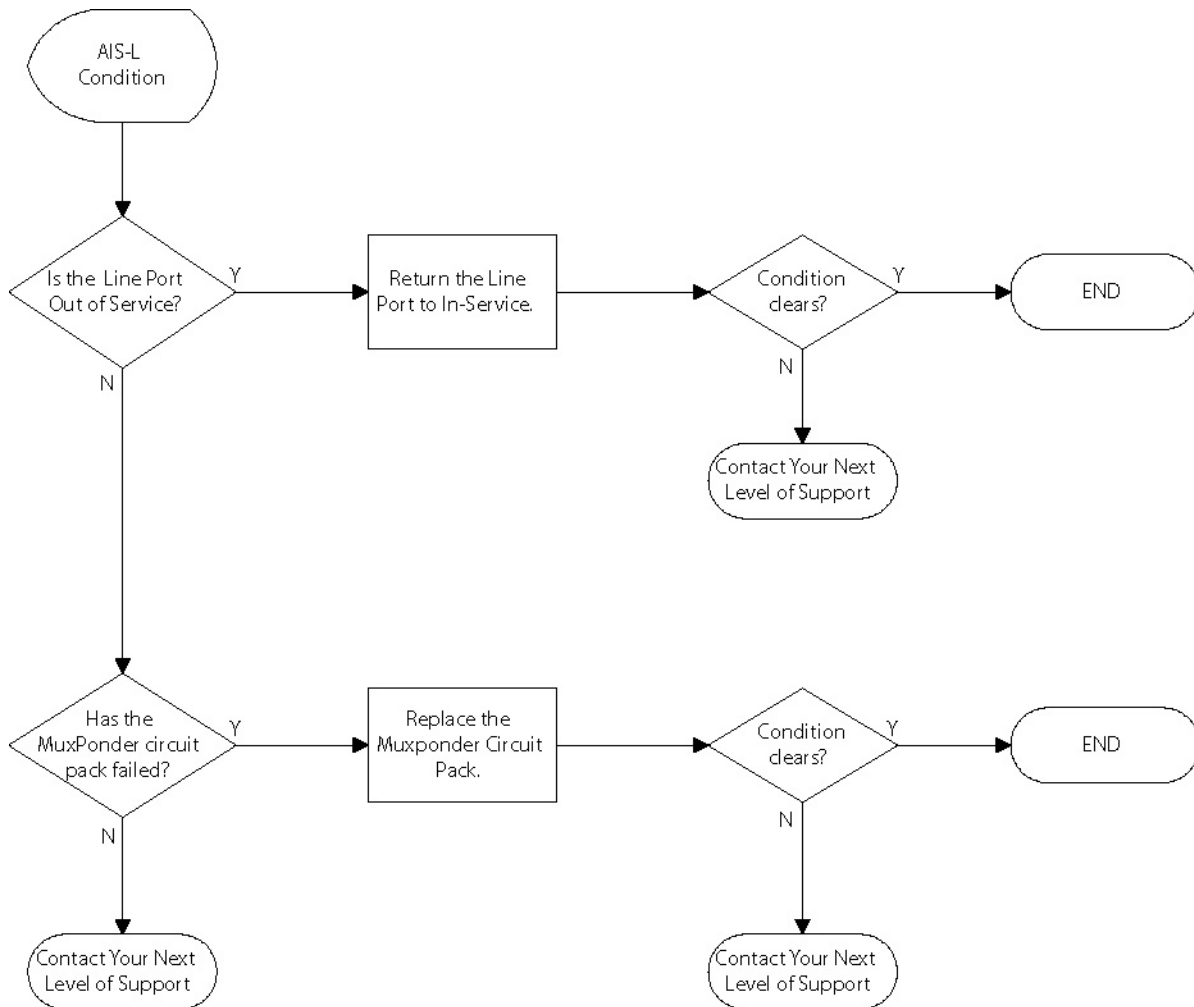 AIS-L
Condition
Is the Line Port
Out of Service?
Y
N
Return the Line
Port to In-Service.
Condition
clears?
Y
N
END
Contact Your Next
Level of Support
Has the
MuxPonder circuit
pack failed?
Y
N
Replace the
Muxponder Circuit
Pack.
Condition
clears?
Y
N
END
Contact Your Next
Level of Support
Contact Your Next
Level of Support